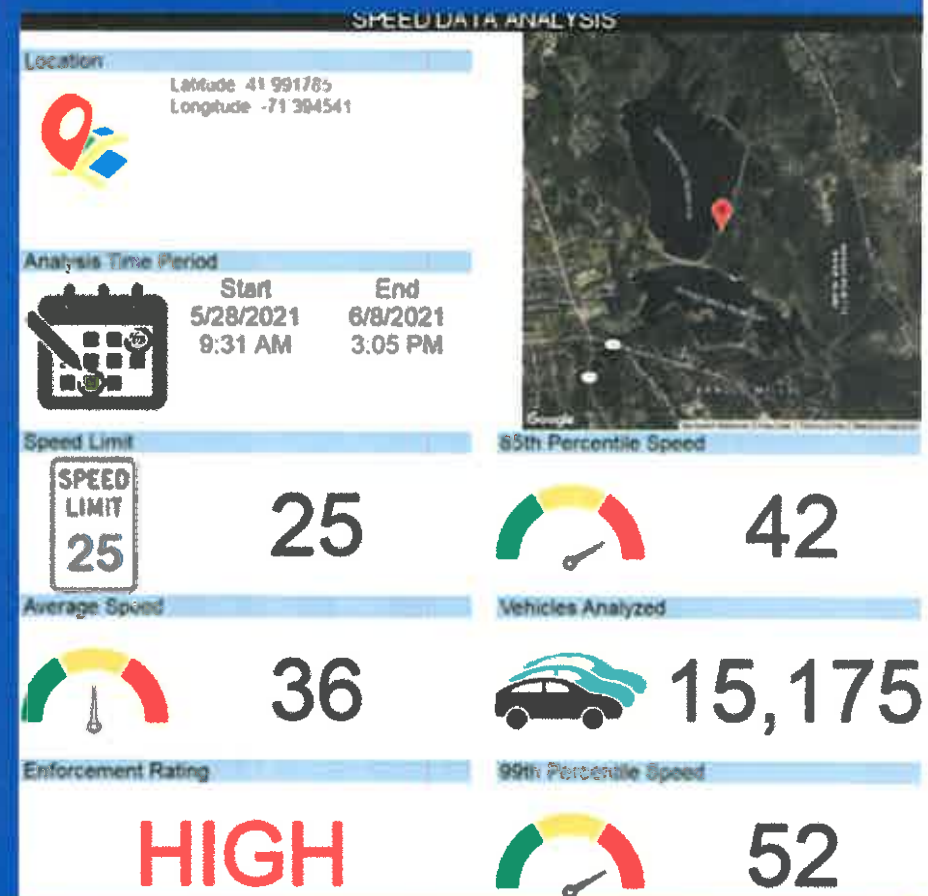 SPEED DATA ANALYSIS
Location
Latitude 41 991785
Longitude -71 394541
Analysis Time Period
Start End
5/28/2021 6/8/2021
9:31 AM 3:05 PM
Google
Speed Limit
SPEED
LIMIT
25
25
85th Percentile Speed
42
Average Speed
36
Vehicles Analyzed
15,175
Enforcement Rating
HIGH
99th Percentile Speed
52